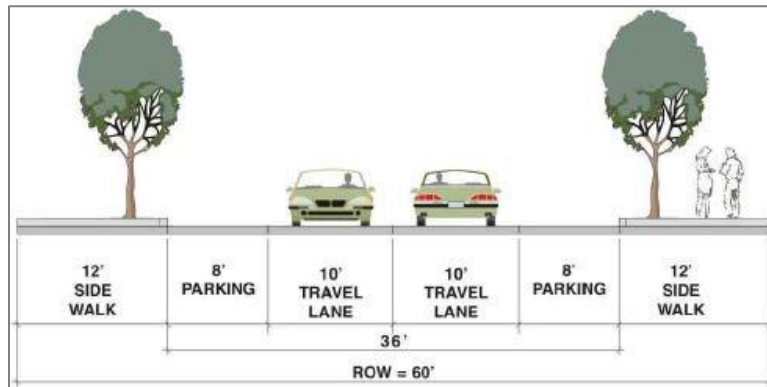 12'
SIDE
WALK
8'
PARKING
10'
TRAVEL
LANE
10'
TRAVEL
LANE
8'
PARKING
12'
SIDE
WALK
36'
ROW = 60'